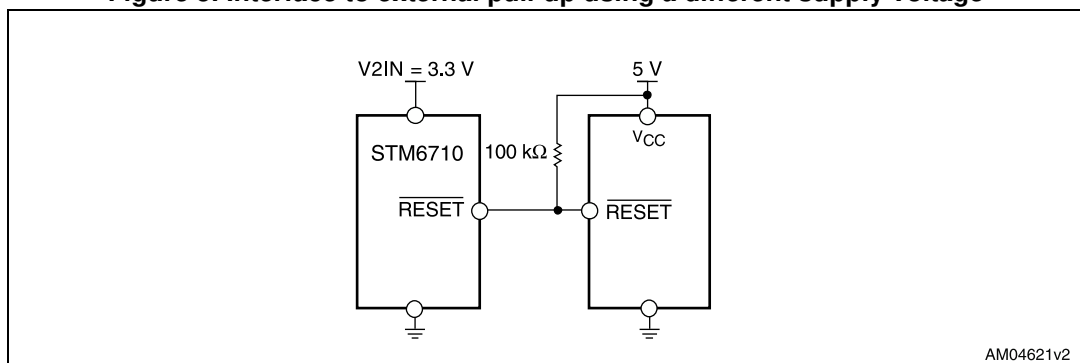 Figure 8. Interface to external pull-up using a different supply voltage
V2IN = 3.3 V
5 V
VCC
STM6710
100 kΩ
RESET
RESET
AM04621v2